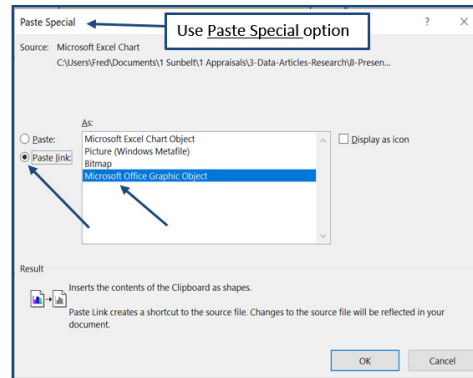 Paste Special
Use Paste Special option
? X
Source: Microsoft Excel Chart
C:\Users\Fred\Documents\1 Sunbelt\1 Appraisals\3-Data-Articles-Research\8-Presen...
As:
Paste:
Paste link:
Microsoft Excel Chart Object
Picture (Windows Metafile)
Bitmap
Microsoft Office Graphic Object
Display as icon
Result
Inserts the contents of the Clipboard as shapes.
Paste Link creates a shortcut to the source file. Changes to the source file will be reflected in your
document.
OK Cancel